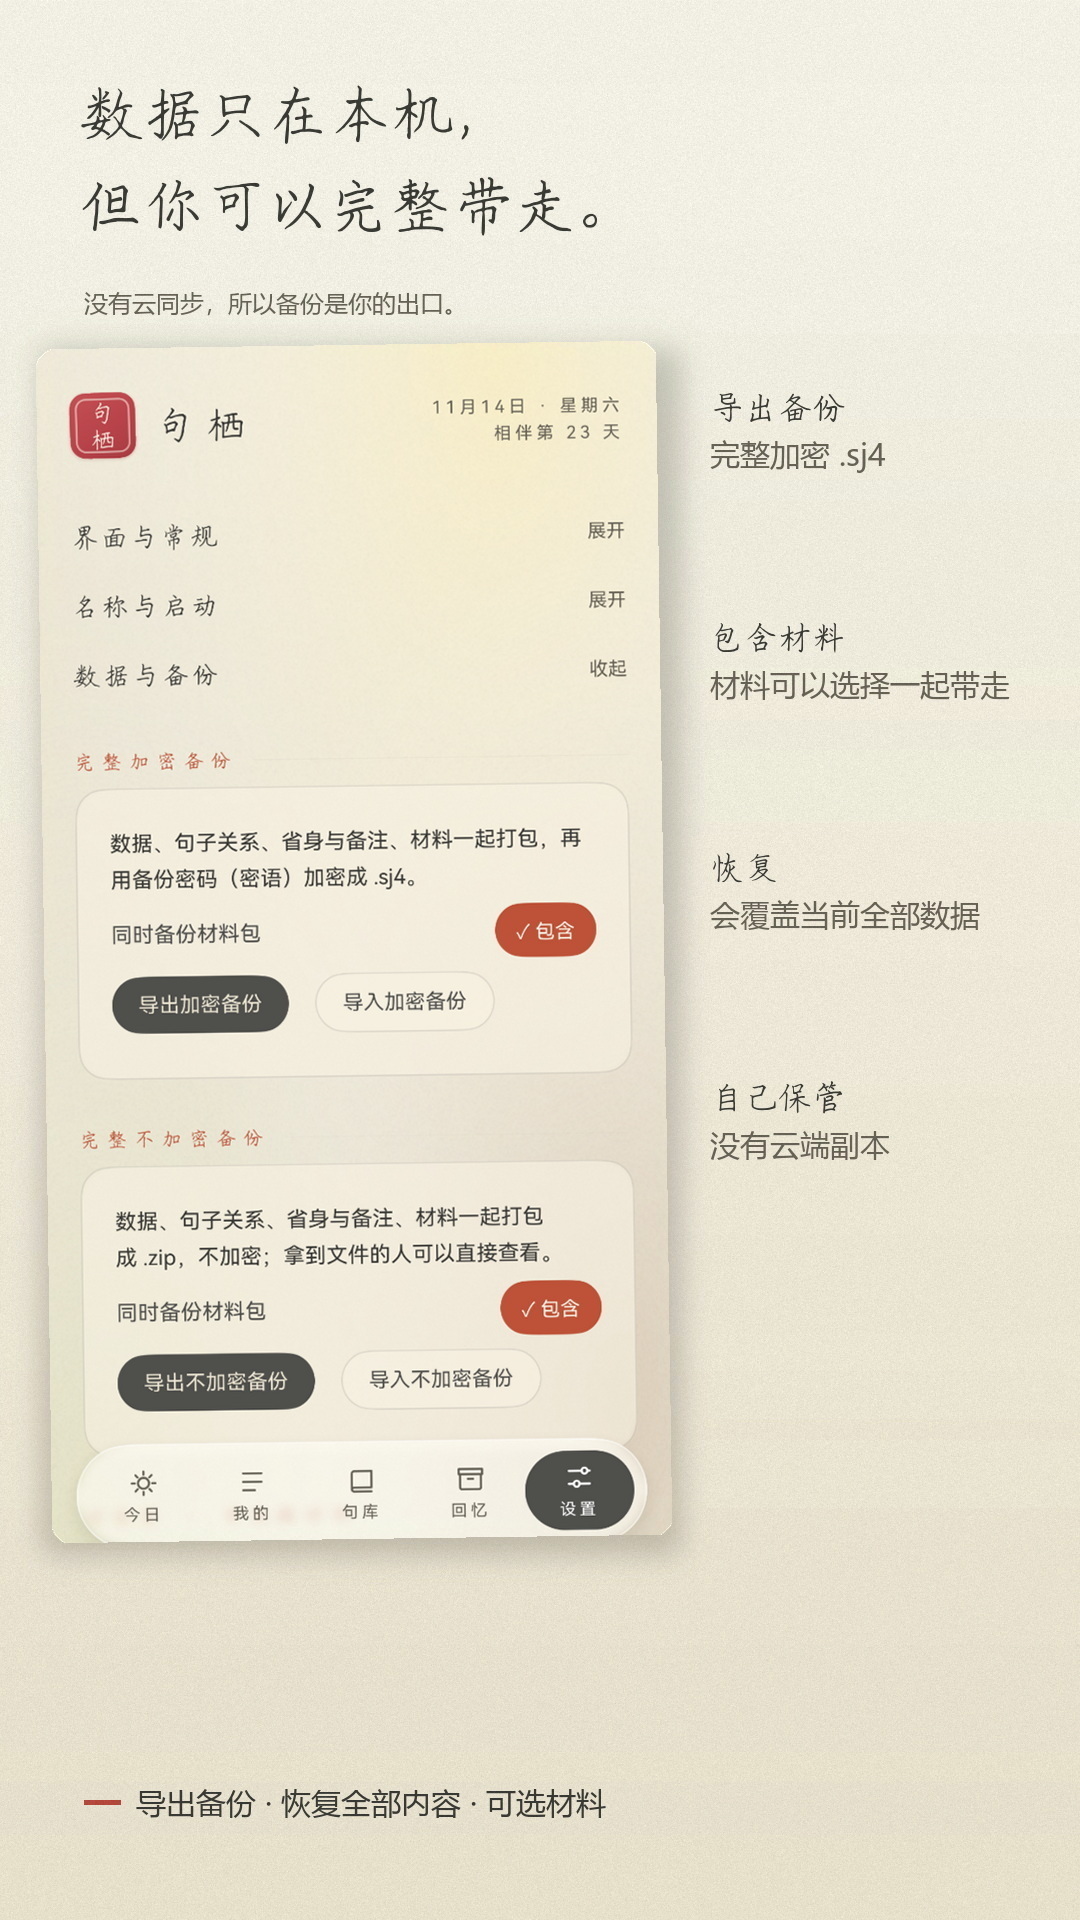 数据只在本机，
但你可以完整带走。
没有云同步，所以备份是你的出口。
句栖
句栖
11月14日 · 星期六
相伴第 23 天
界面与常规
展开
名称与启动
展开
数据与备份
收起
完整加密备份
数据、句子关系、省身与备注、材料一起打包，再
用备份密码（密语）加密成 .sj4。
同时备份材料包
✓ 包含
导出加密备份
导入加密备份
完整不加密备份
数据、句子关系、省身与备注、材料一起打包
成 .zip，不加密；拿到文件的人可以直接查看。
同时备份材料包
✓ 包含
导出不加密备份
导入不加密备份
今日
我的
句库
回忆
设置
导出备份
完整加密 .sj4
包含材料
材料可以选择一起带走
恢复
会覆盖当前全部数据
自己保管
没有云端副本
导出备份 · 恢复全部内容 · 可选材料